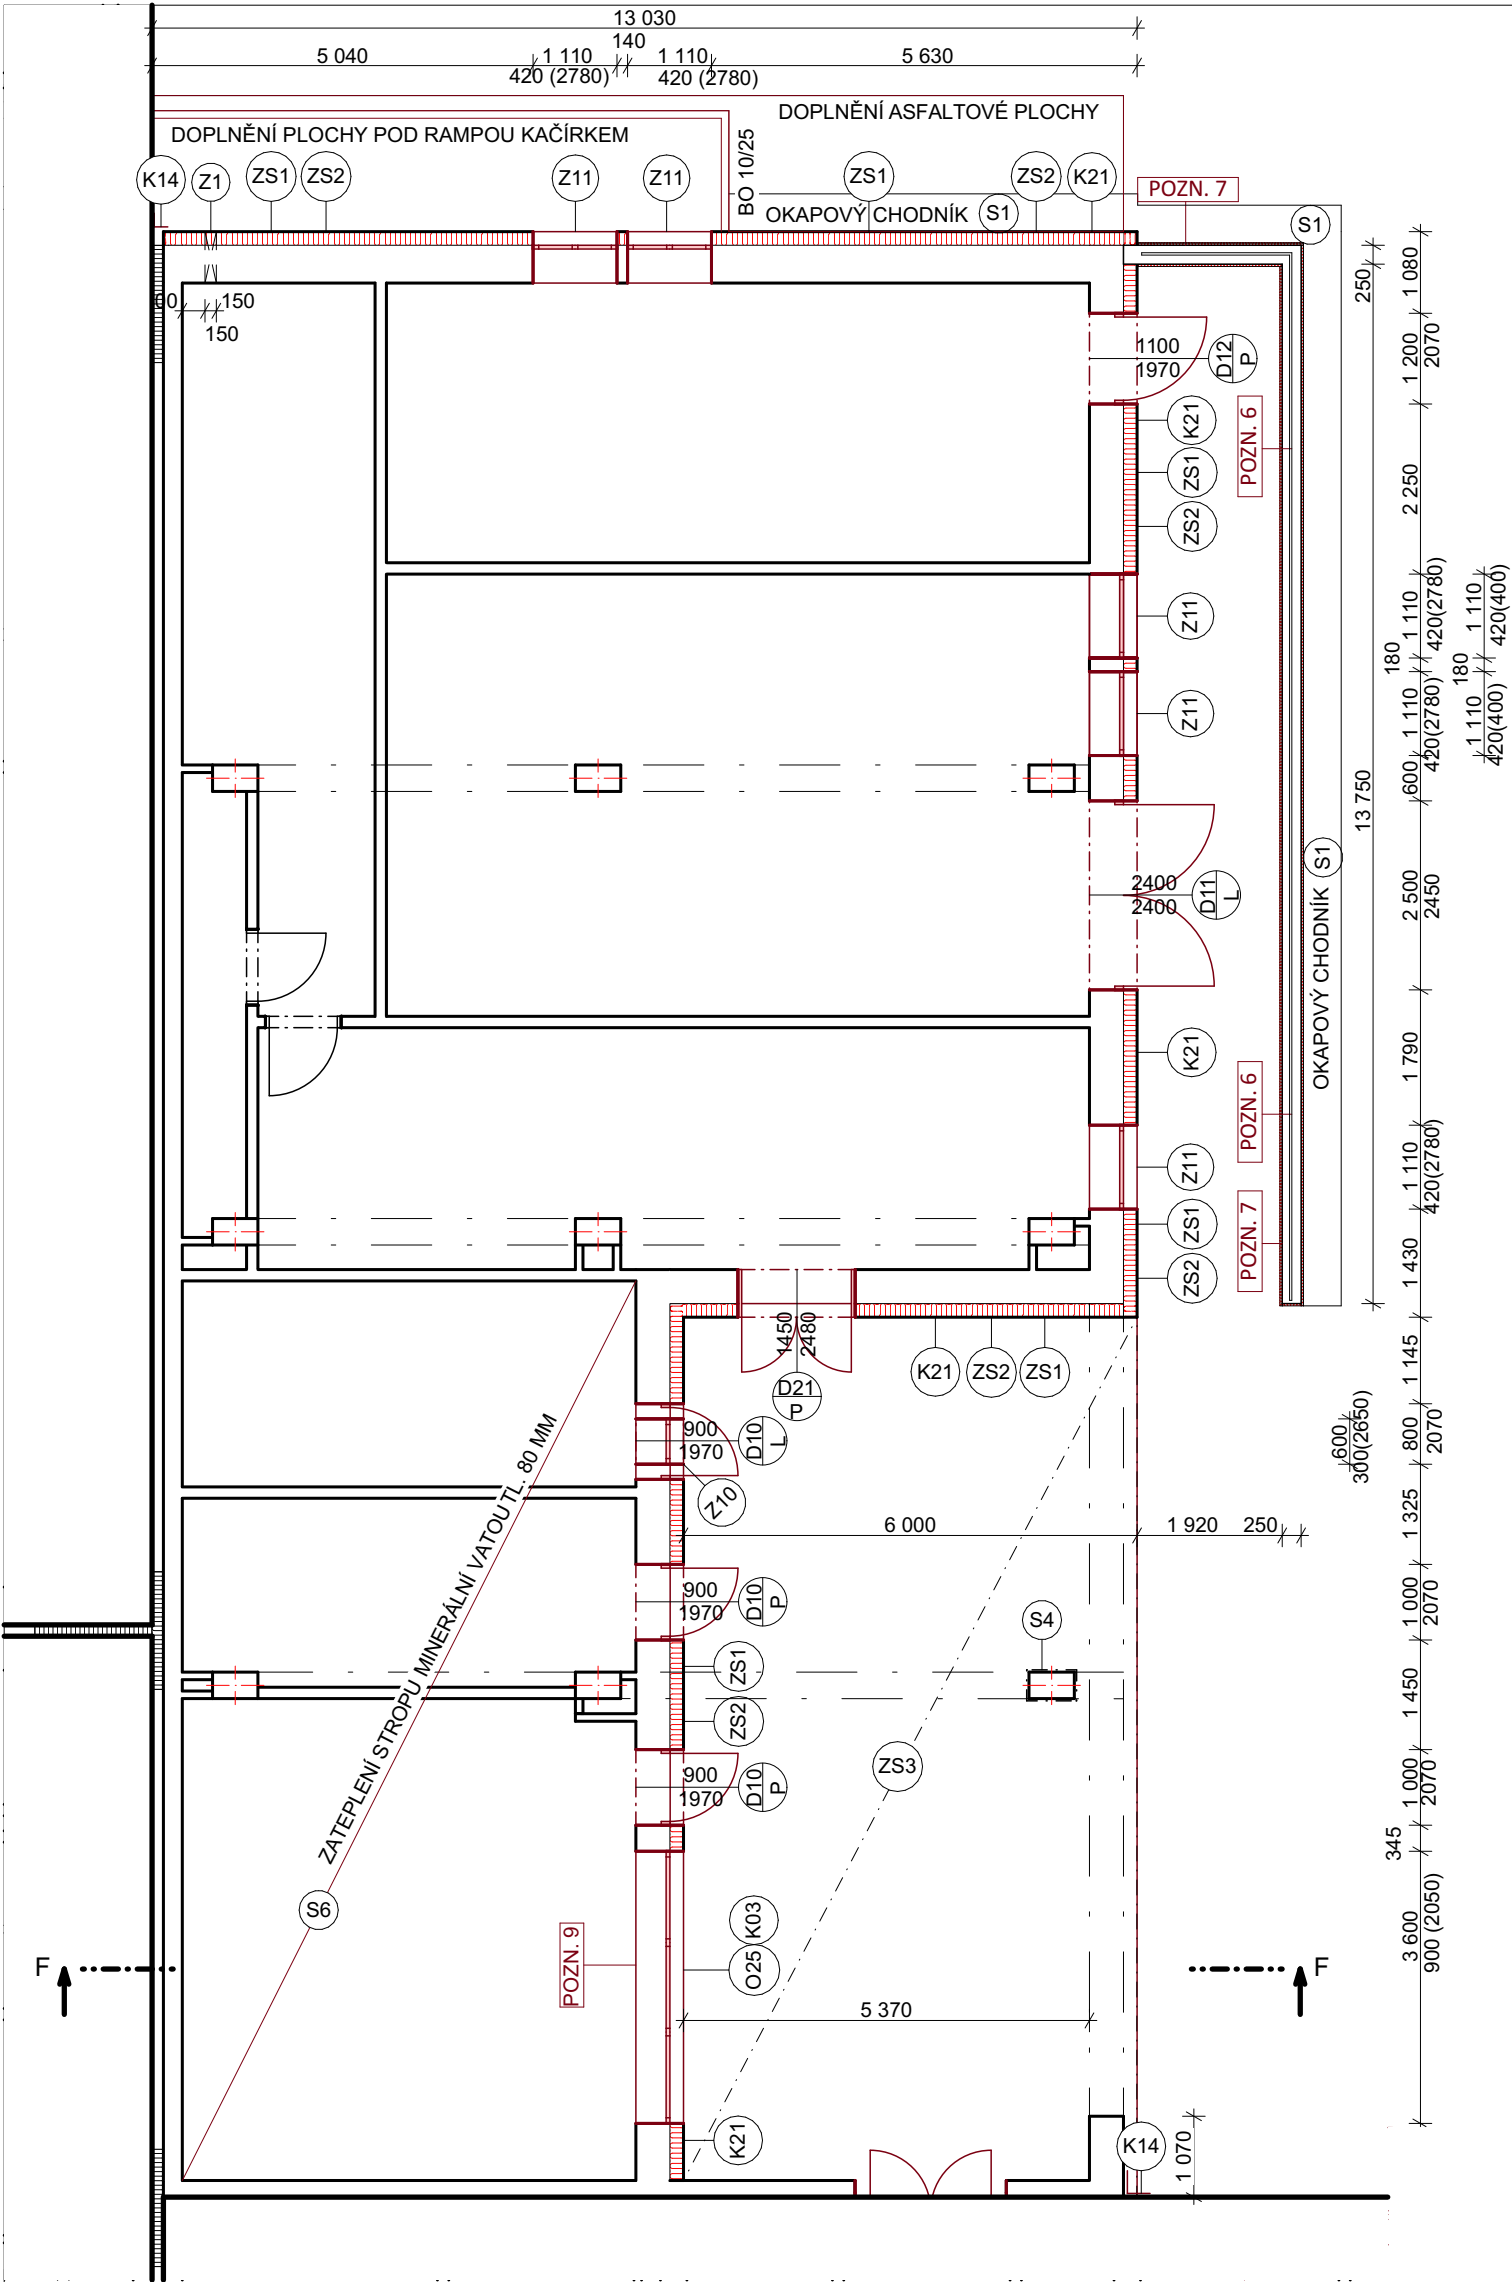 13 030
5 040
1 110
420 (2780)
140
1 110
420 (2780)
5 630
DOPLNĚNÍ ASFALTOVÉ PLOCHY
DOPLNĚNÍ PLOCHY POD RAMPOU KAČÍRKEM
BO 10/25
K14
Z1
ZS1
ZS2
Z11
Z11
ZS1
ZS2
K21
POZN. 7
OKAPOVÝ CHODNÍK
S1
S1
150
150
250
1 080
1 200
2070
1100
1970
D12
P
K21
POZN. 6
ZS1
ZS2
2 250
Z11
1 110
420(2780)
1 110
420(400)
180
180
Z11
1 110
420(2780)
1 110
420(400)
600
13 750
2400
2400
D11
L
S1
OKAPOVÝ CHODNÍK
2 500
2450
K21
1 790
POZN. 6
Z11
1 110
420(2780)
ZS1
POZN. 7
ZS2
1 430
1450
2480
D21
P
K21
ZS2
ZS1
1 145
900
1970
D10
L
600
300(2650)
800
2070
Z10
6 000
1 920
250
1 325
ZATEPLENÍ STROPU MINERÁLNÍ VATOU TL. 80 MM
900
1970
D10
P
1 000
2070
S4
ZS1
ZS2
1 450
ZS3
900
1970
D10
P
1 000
2070
345
S6
K03
O25
POZN. 9
3 600
900 (2050)
F
F
5 370
K21
K14
1 070